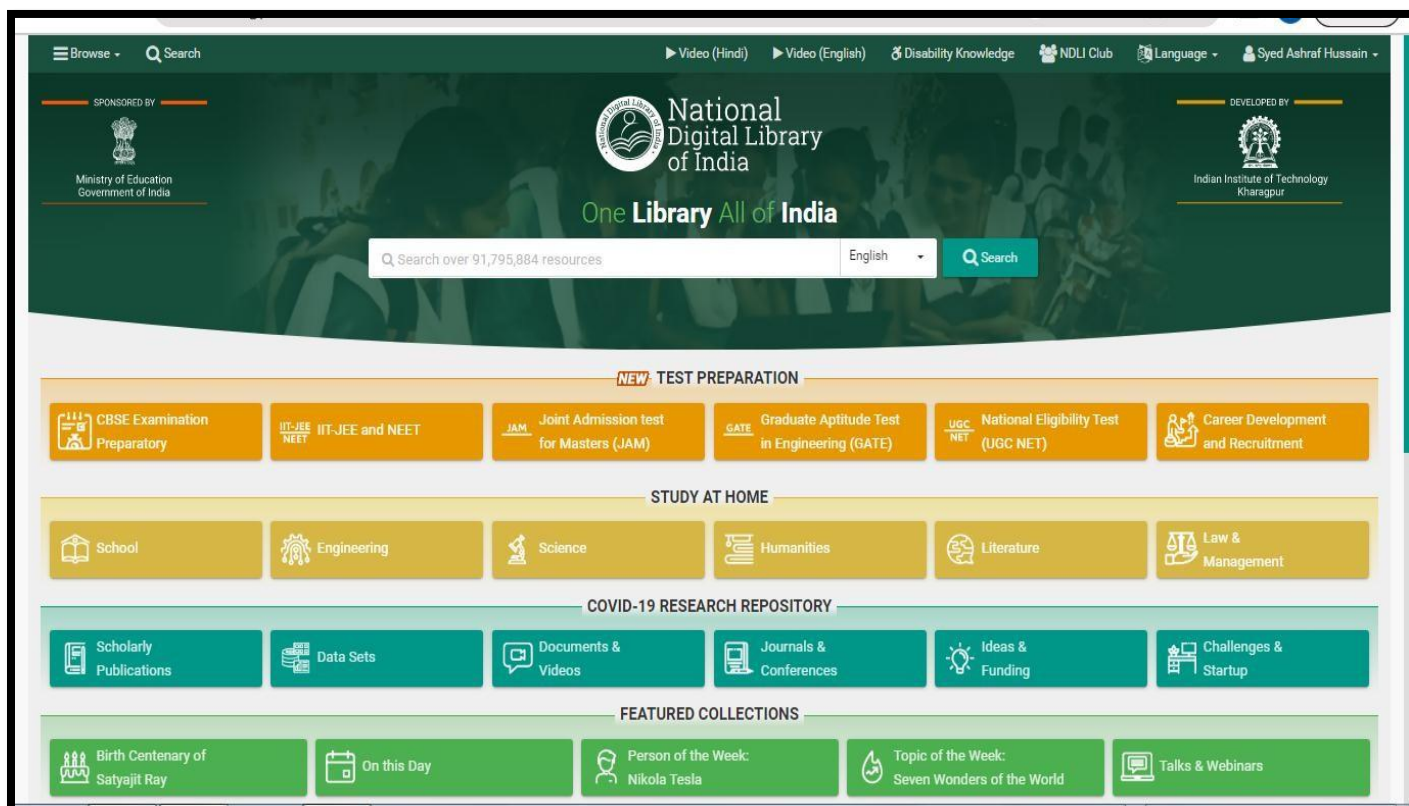 Browse
Search
Video (Hindi)
Video (English)
Disability Knowledge
NDLI Club
Language
Syed Ashraf Hussain
SPONSORED BY
Ministry of Education
Government of India
National Digital Library of India
National
Digital Library
of India
DEVELOPED BY
Indian Institute of Technology
Kharagpur
One Library All of India
Search over 91,795,884 resources
English
Search
NEW TEST PREPARATION
CBSE Examination
Preparatory
IIT-JEE
NEET
IIT-JEE and NEET
JAM
Joint Admission test
for Masters (JAM)
GATE
Graduate Aptitude Test
in Engineering (GATE)
UGC
NET
National Eligibility Test
(UGC NET)
Career Development
and Recruitment
STUDY AT HOME
School
Engineering
Science
Humanities
Literature
Law &
Management
COVID-19 RESEARCH REPOSITORY
Scholarly
Publications
Data Sets
Documents &
Videos
Journals &
Conferences
Ideas &
Funding
Challenges &
Startup
FEATURED COLLECTIONS
Birth Centenary of
Satyajit Ray
On this Day
Person of the Week:
Nikola Tesla
Topic of the Week:
Seven Wonders of the World
Talks & Webinars